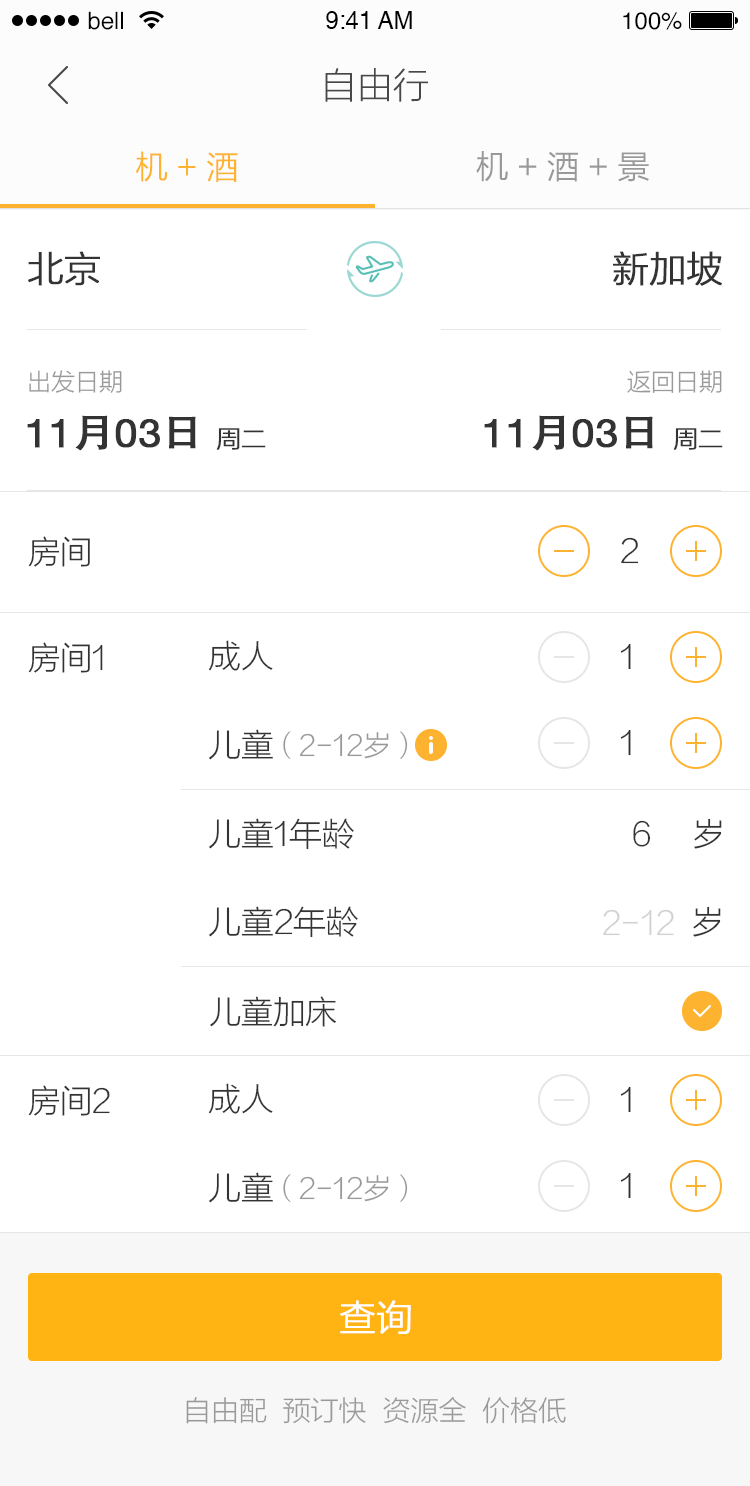 bell 9:41 AM 100%
自由行
机 + 酒 机 + 酒 + 景
北京 新加坡
出发日期 返回日期
11月03日 周二 11月03日 周二
房间 2
房间1 成人 1
儿童 ( 2-12岁 ) 1
儿童1年龄 6 岁
儿童2年龄 2-12 岁
儿童加床
房间2 成人 1
儿童 ( 2-12岁 ) 1
查询
自由配 预订快 资源全 价格低